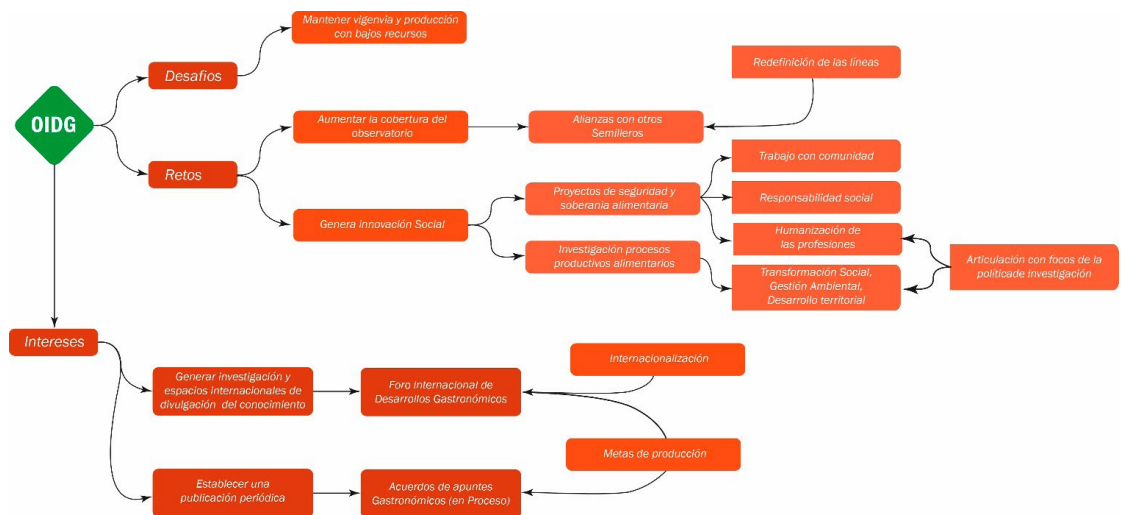 Mantener vigenvia y producción
con bajos recursos
Desafios
Redefinición de las líneas
OIDG
Aumentar la cobertura del
observatorio
Alianzas con otros
Semilleros
Retos
Trabajo con comunidad
Proyectos de seguridad y
soberania alimentaria
Responsabilidad social
Genera Innovación Social
Humanización de
las profesiones
Investigación procesos
productivos alimentarios
Articulación con focos de la
políticade investigación
Transformación Social,
Gestión Ambiental,
Desarrollo territorial
Intereses
Internacionalización
Generar investigación y
espacios internacionales de
divulgación del conocimiento
Foro Internacional de
Desarrollos Gastronómicos
Metas de producción
Establecer una
publicación períódica
Acuerdos de apuntes
Gastronómicos (en Proceso)